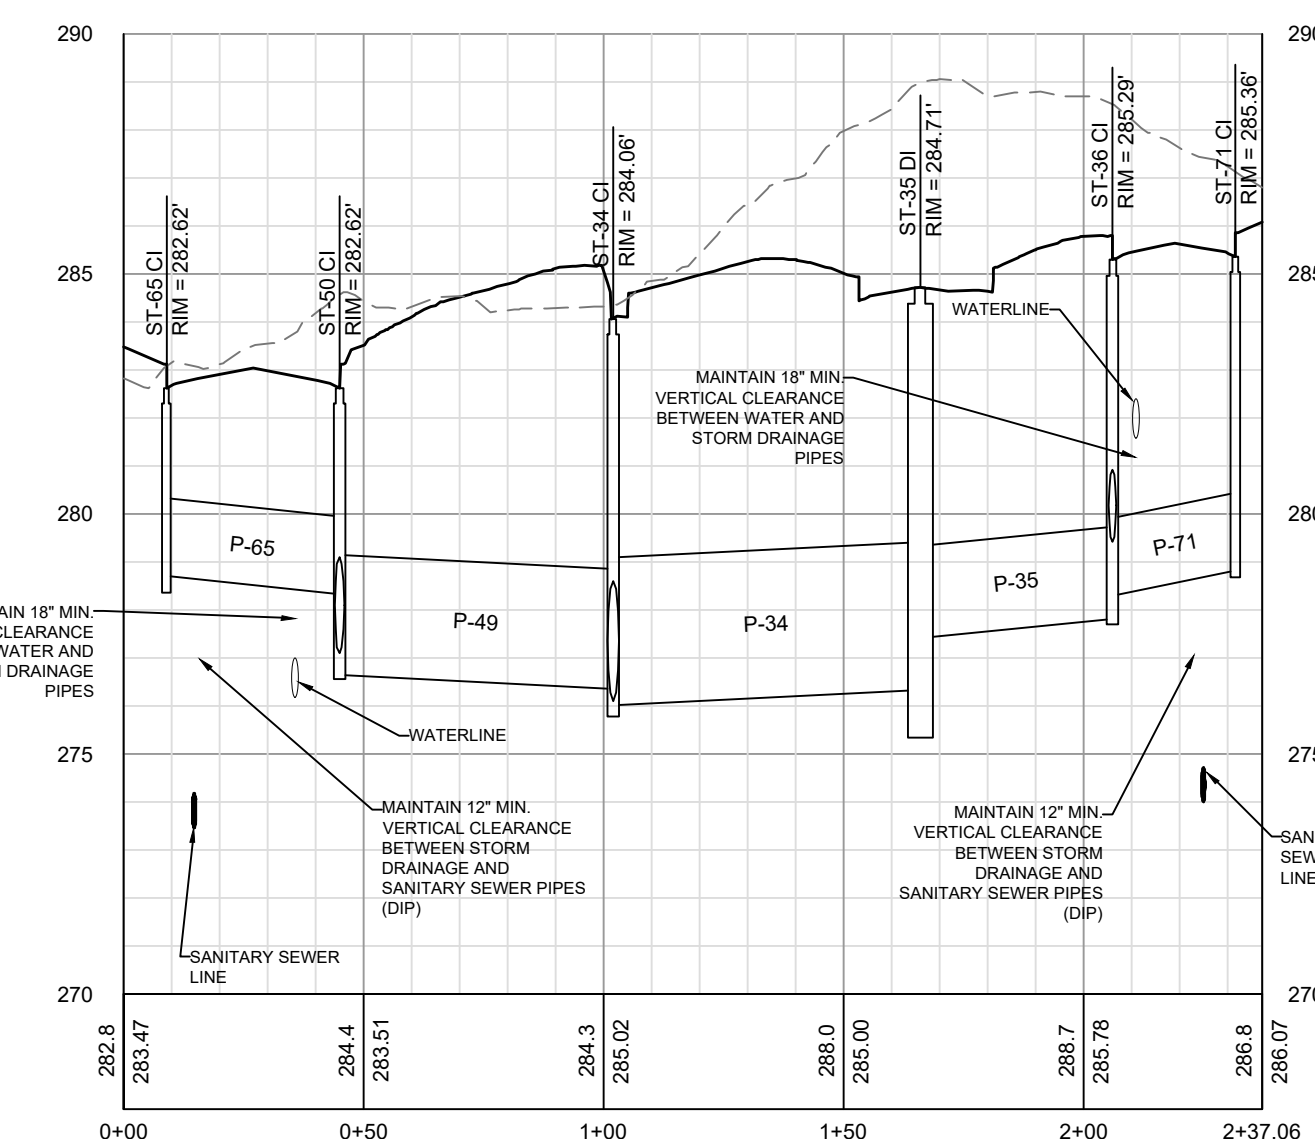 290
290
285
280
280
275
270
ST-65 CI
RIM = 282.62'
ST-50 CI
RIM = 282.62'
ST-34 CI
RIM = 284.06'
ST-35 DI
RIM = 284.71'
ST-36 CI
RIM = 285.29'
ST-71 CI
RIM = 285.36'
WATERLINE
MAINTAIN 18" MIN.
VERTICAL CLEARANCE
BETWEEN WATER AND
STORM DRAINAGE
PIPES
P-65
P-49
P-34
P-35
P-71
18" MIN.
CLEARANCE
WATER AND
DRAINAGE
PIPES
WATERLINE
MAINTAIN 12" MIN.
VERTICAL CLEARANCE
BETWEEN STORM
DRAINAGE AND
SANITARY SEWER PIPES
(DIP)
MAINTAIN 12" MIN.
VERTICAL CLEARANCE
BETWEEN STORM
DRAINAGE AND
SANITARY SEWER PIPES
(DIP)
SANITARY SEWER
LINE
LINE
282.8
283.47
284.4
283.51
284.3
285.02
288.0
285.00
288.7
285.78
286.8
286.07
0+00
0+50
1+00
1+50
2+00
2+37.06